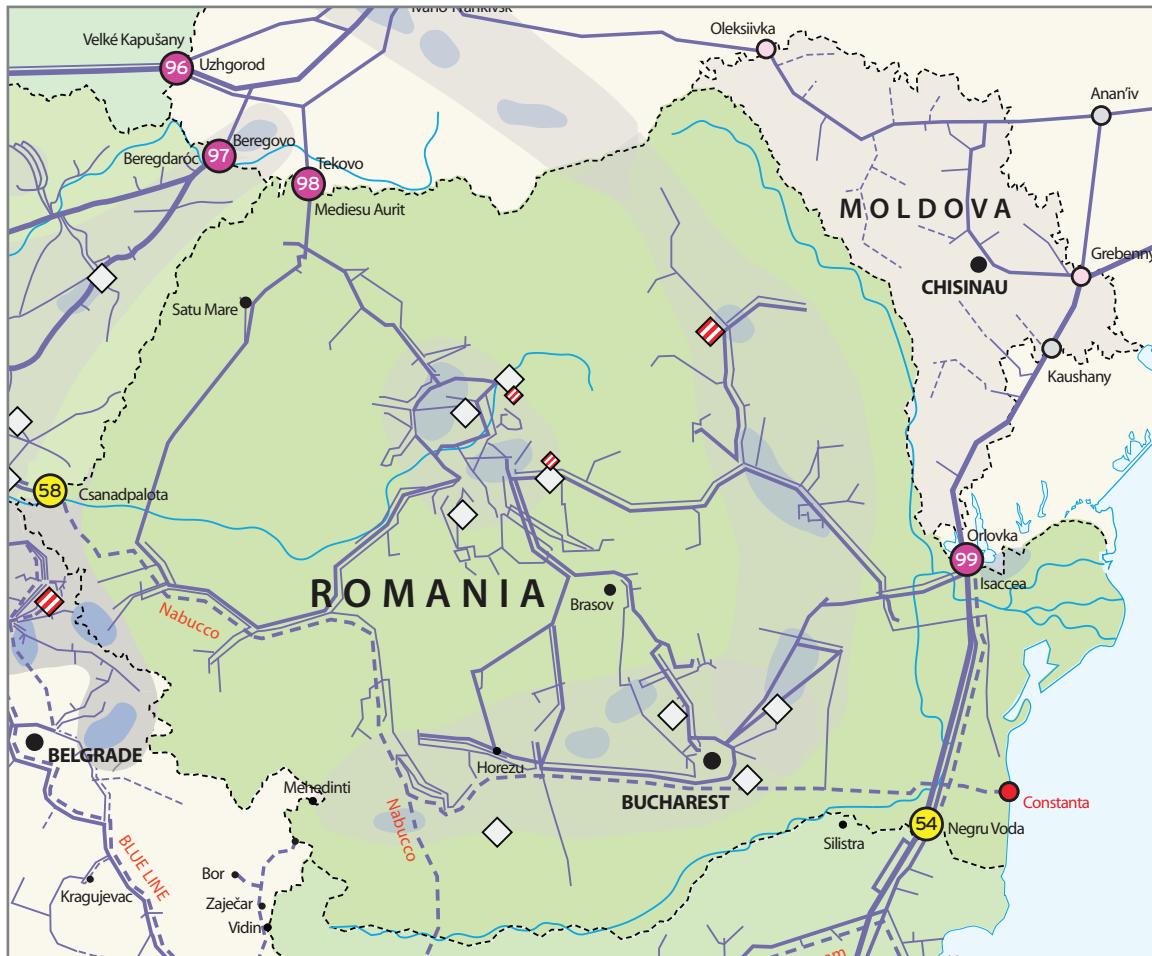 Ivano Frankivsk
Oleksiivka
Velké Kapušany
96
Uzhgorod
Anan'iv
Beregovo
Beregdaróc
97
Tekovo
98
Mediesu Aurit
MOLDOVA
Grebenny
CHISINAU
Satu Mare
Kaushany
58
Csanadpalota
Orlovka
99
Isaccea
ROMANIA
Brasov
Nabucco
BELGRADE
Horezu
Mehedinti
BUCHAREST
Constanta
Nabucco
54
Negru Voda
Silistra
BLUE LINE
Bor
Kragujevac
Zaječar
Vidin